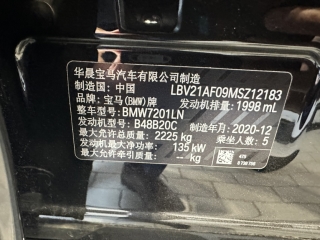 华晨宝马汽车有限公司制造
制造国：中国 LBV21AF09MSZ12183
品牌：宝马(BMW)牌 发动机排量：1998 mL
整车型号：BMW7201LN
发动机型号：B48B20C 制造年月：2020-12
最大允许总质量：2225 kg 乘坐人数：5
发动机最大净功率：135 kW
最大允许牵引质量：-- kg